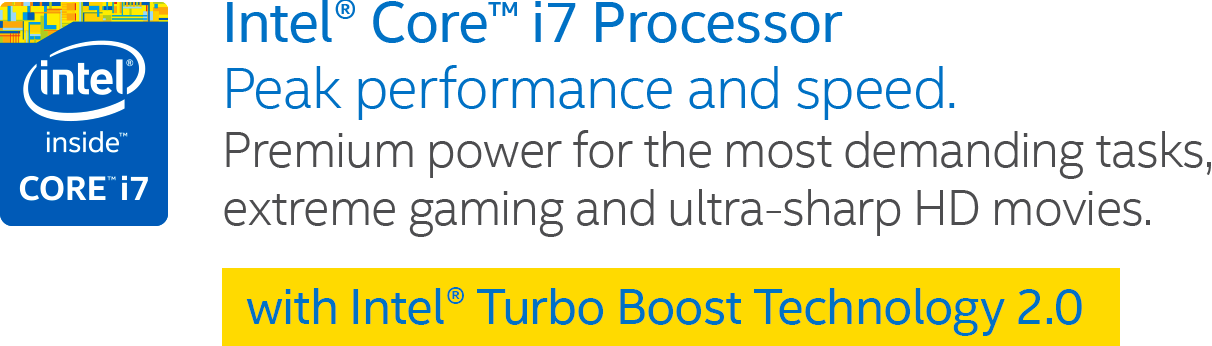 intel®
inside™
CORE™ i7
Intel® Core™ i7 Processor
Peak performance and speed.
Premium power for the most demanding tasks,
extreme gaming and ultra-sharp HD movies.
with Intel® Turbo Boost Technology 2.0